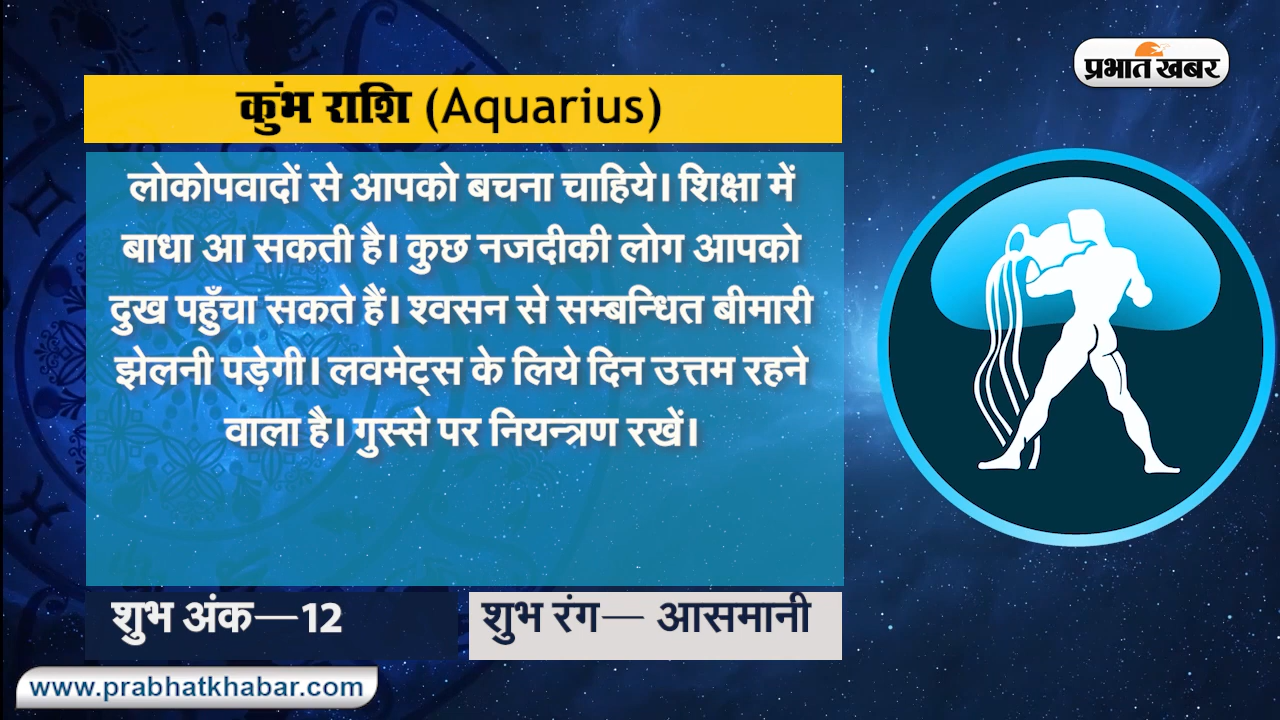 प्रभात खबर
कुंभ राशि (Aquarius)
लोकोपवादों से आपको बचना चाहिये। शिक्षा में
बाधा आ सकती है। कुछ नजदीकी लोग आपको
दुख पहुँचा सकते हैं। श्वसन से सम्बन्धित बीमारी
झेलनी पड़ेगी। लवमेट्स के लिये दिन उत्तम रहने
वाला है। गुस्से पर नियन्त्रण रखें।
शुभ अंक—12
शुभ रंग— आसमानी
www.prabhatkhabar.com